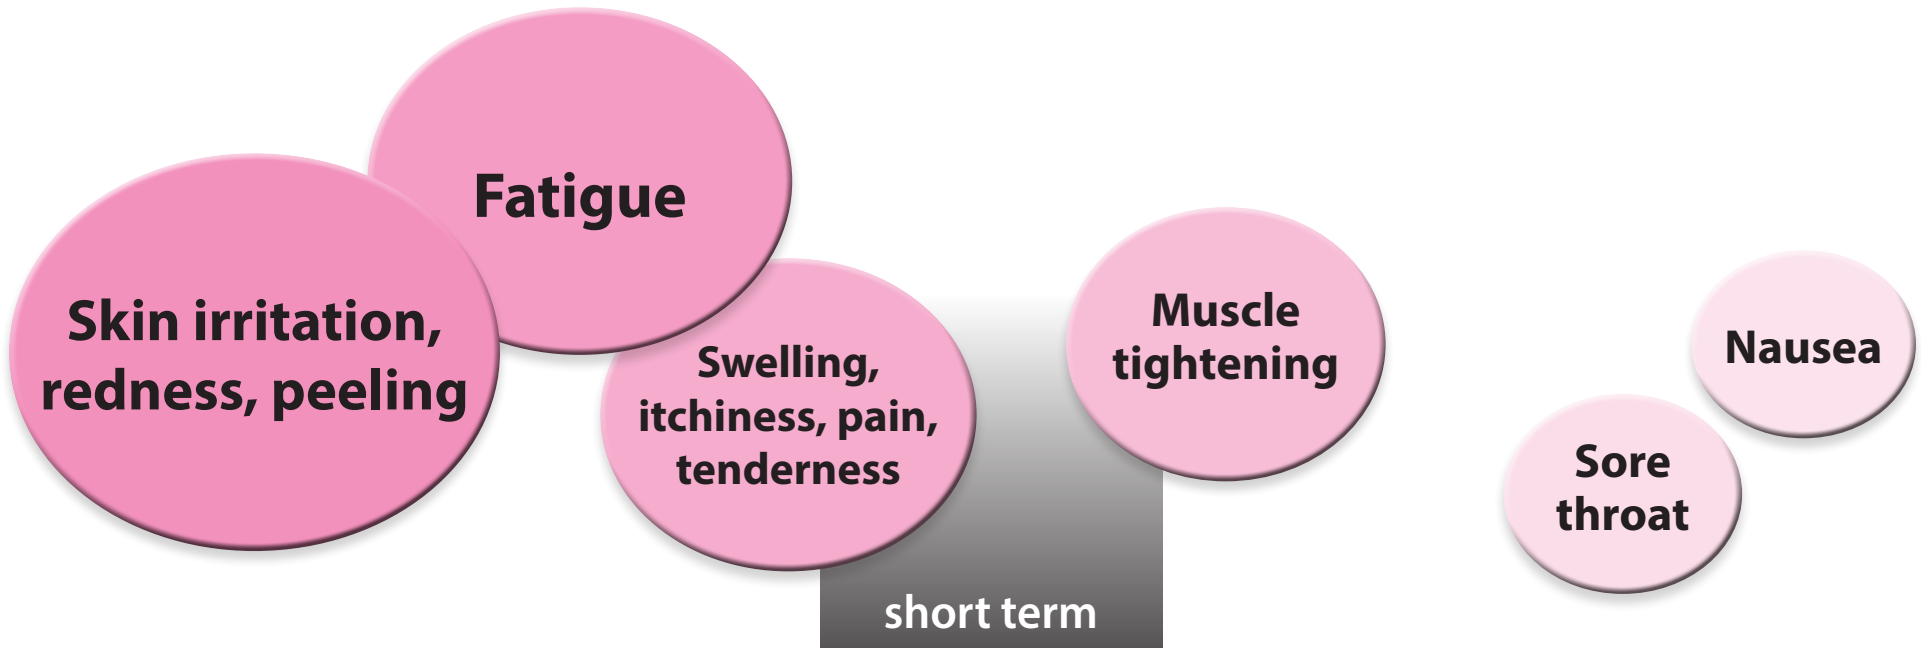 Fatigue
Skin irritation,
redness, peeling
Swelling,
itchiness, pain,
tenderness
Muscle
tightening
Nausea
Sore
throat
short term